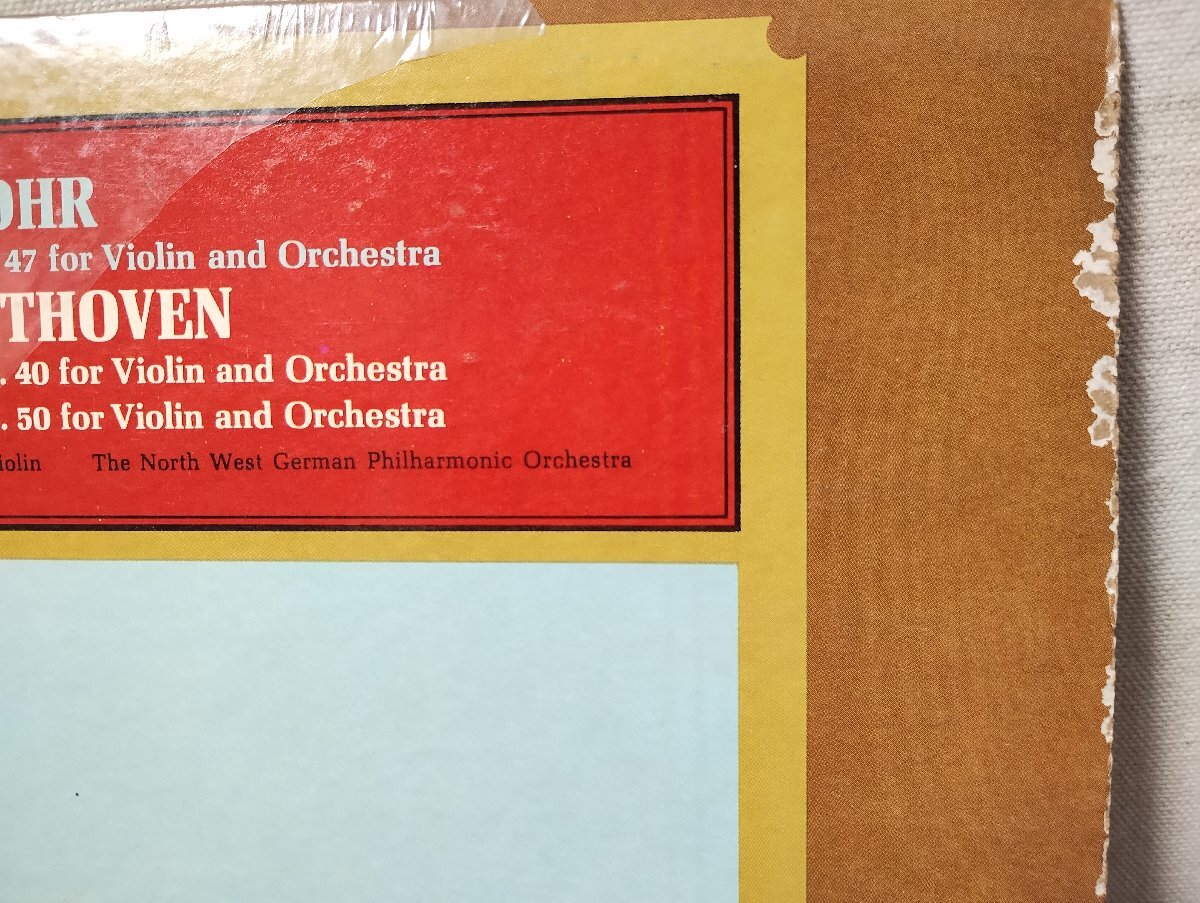 OHR
47 for Violin and Orchestra
THOVEN
. 40 for Violin and Orchestra
. 50 for Violin and Orchestra
iolin The North West German Philharmonic Orchestra